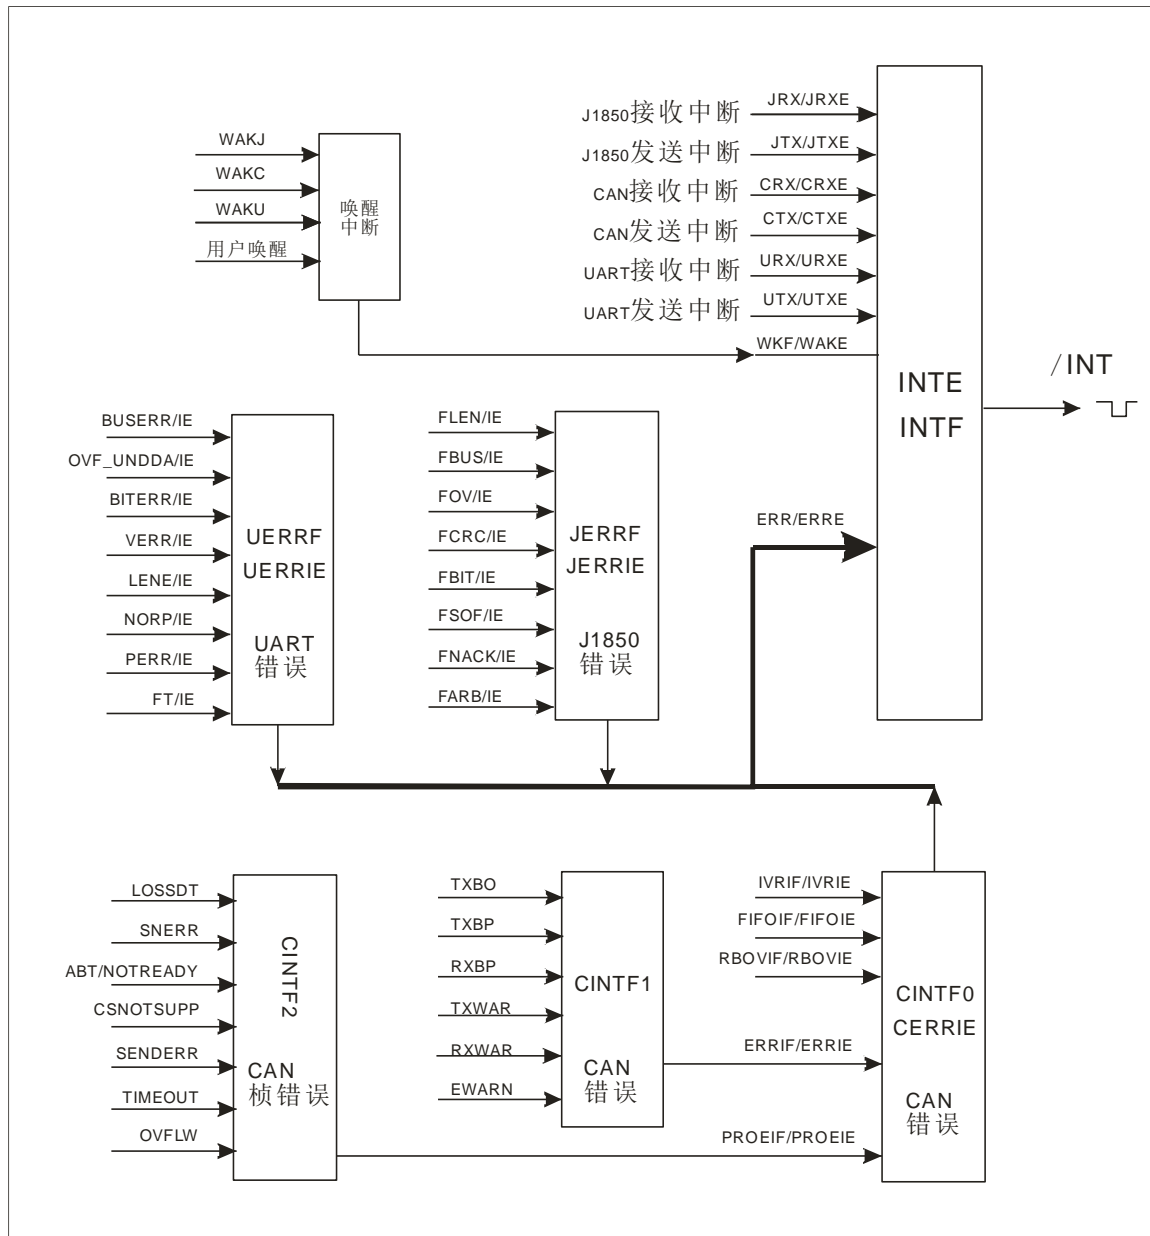 WAKJ
WAKC
WAKU
用户唤醒
唤醒
中断
J1850接收中断 JRX/JRXE
J1850发送中断 JTX/JTXE
CAN接收中断 CRX/CRXE
CAN发送中断 CTX/CTXE
UART接收中断 URX/URXE
UART发送中断 UTX/UTXE
WKF/WAKE
INTE
INTF
/INT
BUSERR/IE
OVF_UNDDA/IE
BITERR/IE
VERR/IE
LENE/IE
NORP/IE
PERR/IE
FT/IE
UERRF
UERRIE
UART
错误
FLEN/IE
FBUS/IE
FOV/IE
FCRC/IE
FBIT/IE
FSOF/IE
FNACK/IE
FARB/IE
JERRF
JERRIE
J1850
错误
ERR/ERRE
LOSSDT
SNERR
ABT/NOTREADY
CSNOTSUPP
SENDERR
TIMEOUT
OVFLW
CINTF2
CAN
桢错误
TXBO
TXBP
RXBP
TXWAR
RXWAR
EWARN
CINTF1
CAN
错误
IVRIF/IVRIE
FIFOIF/FIFOIE
RBOVIF/RBOVIE
ERRIF/ERRIE
PROEIF/PROEIE
CINTF0
CERRIE
CAN
错误